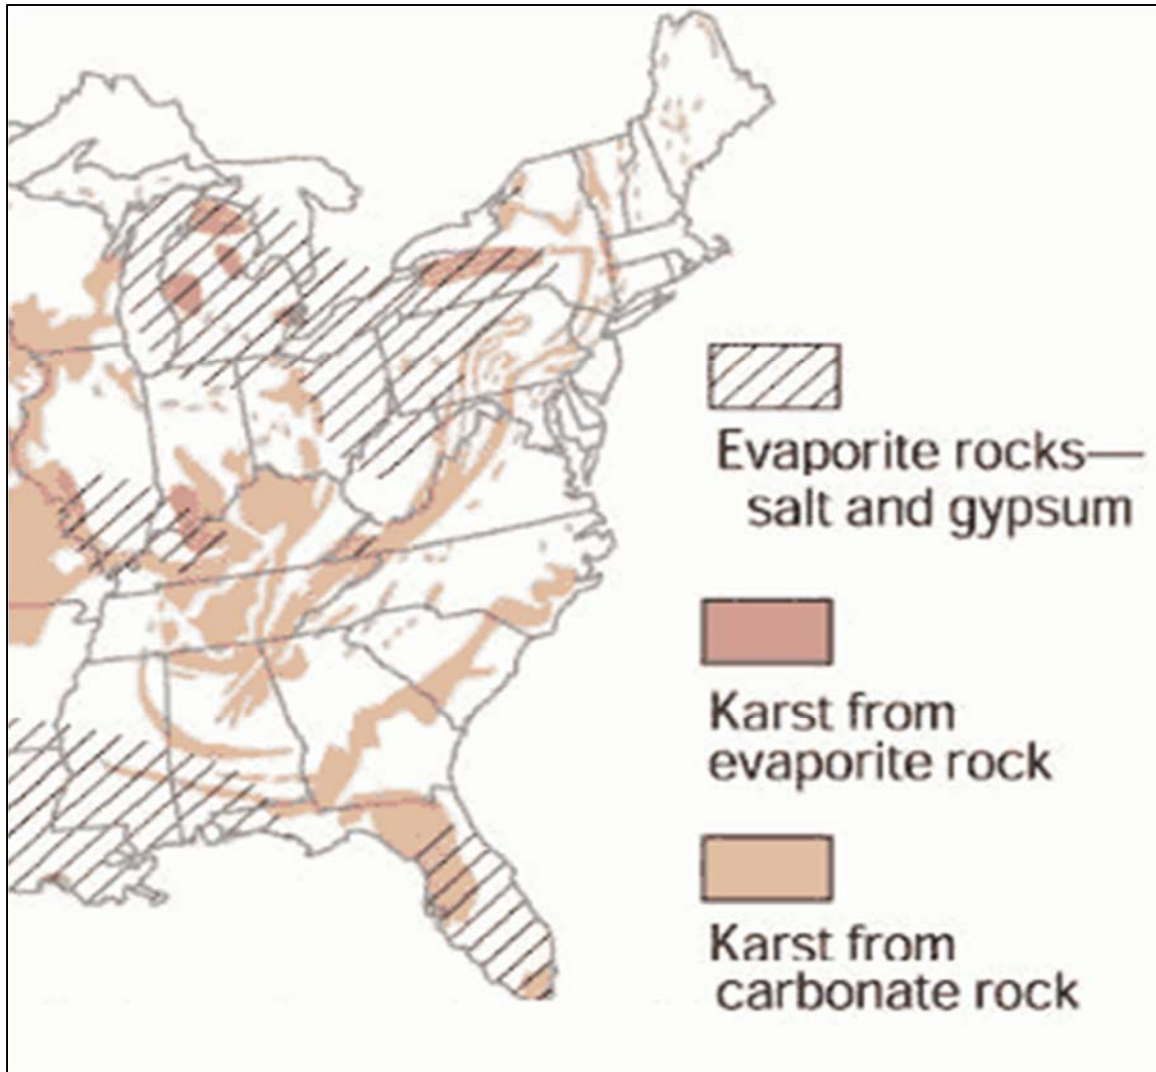 Evaporite rocks—
salt and gypsum
Karst from
evaporite rock
Karst from
carbonate rock